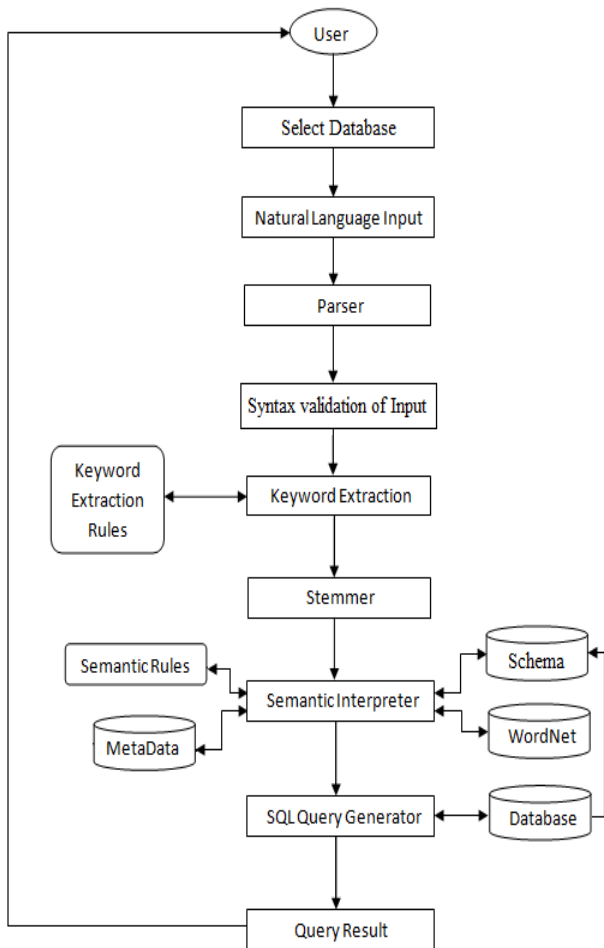 User
Select Database
Natural Language Input
Parser
Syntax validation of Input
Keyword
Extraction
Rules
Keyword Extraction
Stemmer
Semantic Rules
Schema
Semantic Interpreter
MetaData
WordNet
SQL Query Generator
Database
Query Result